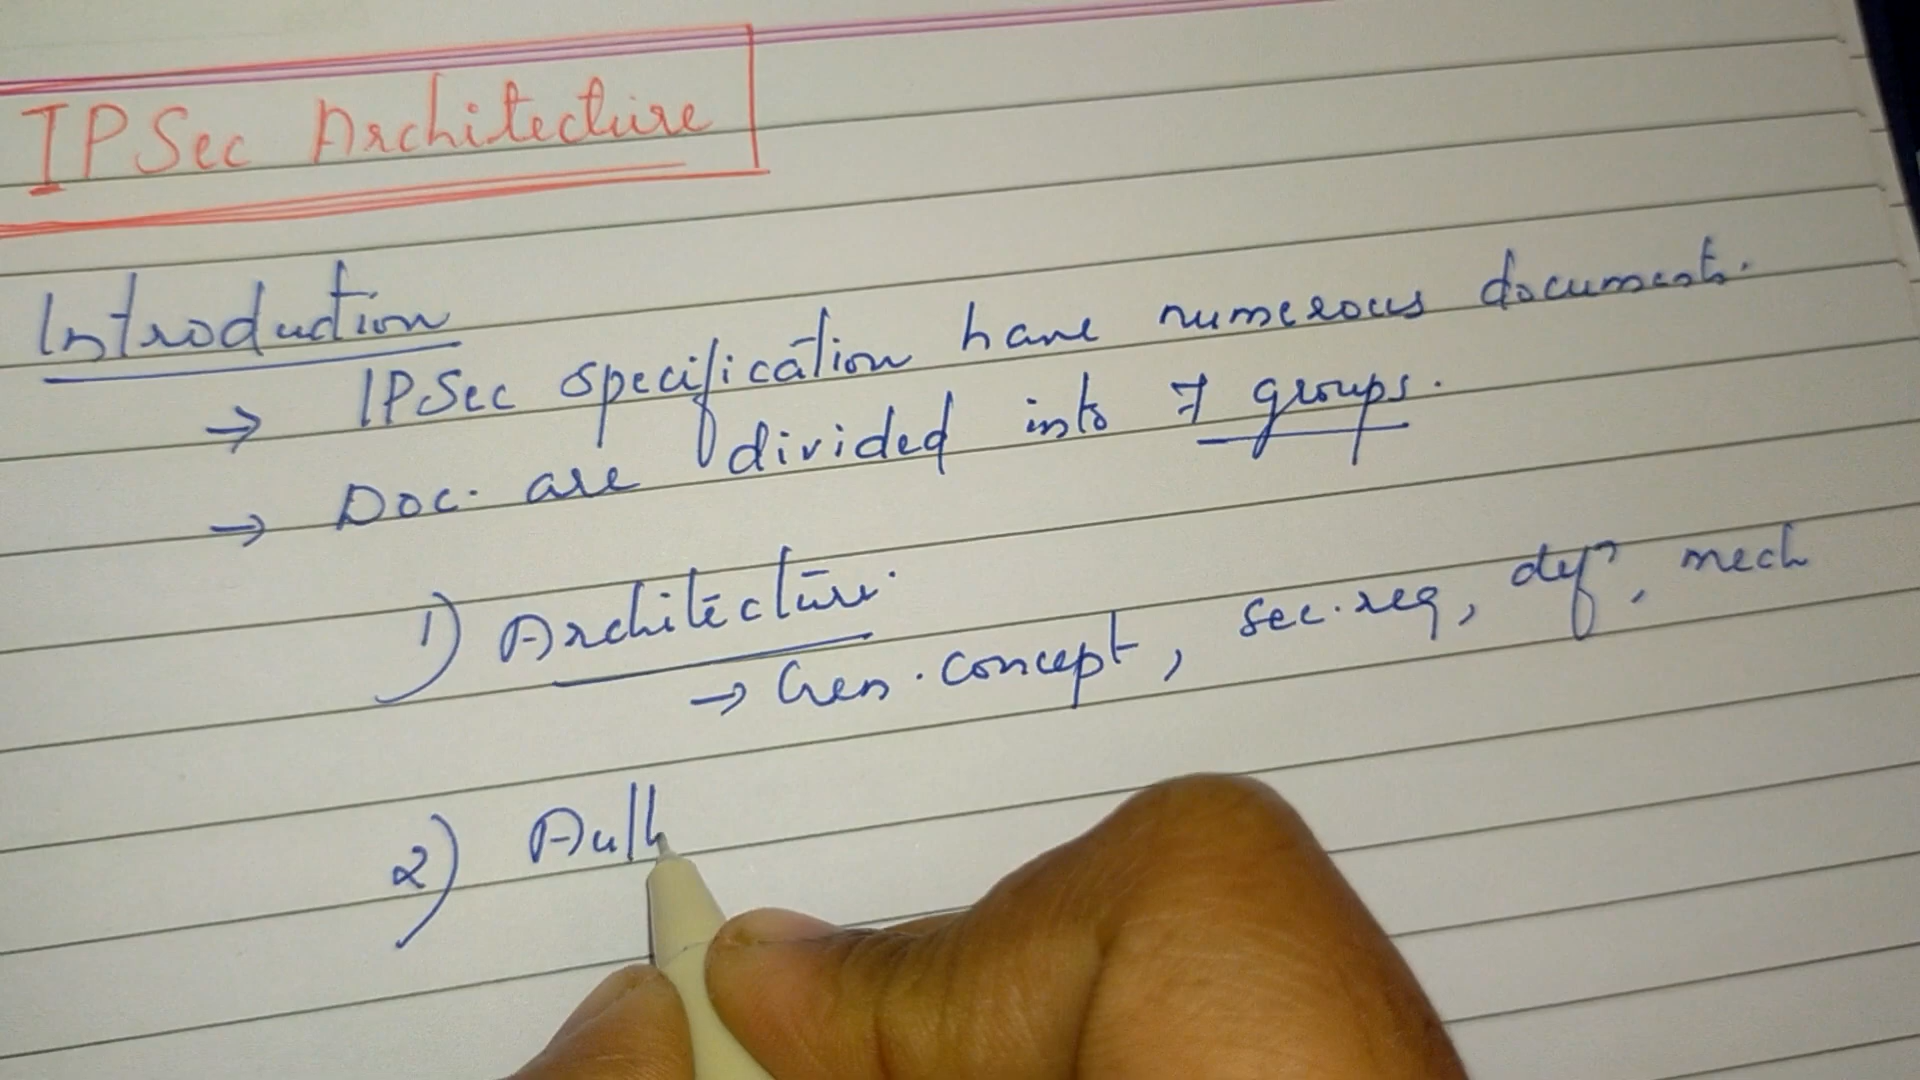 IPSec Architecture
Introduction
→ IPSec specification have numerous documents.
→ Doc. are divided into 7 groups.
1) Architecture.
→ Gen. concept, sec. req, defⁿ, mech
2) Auth